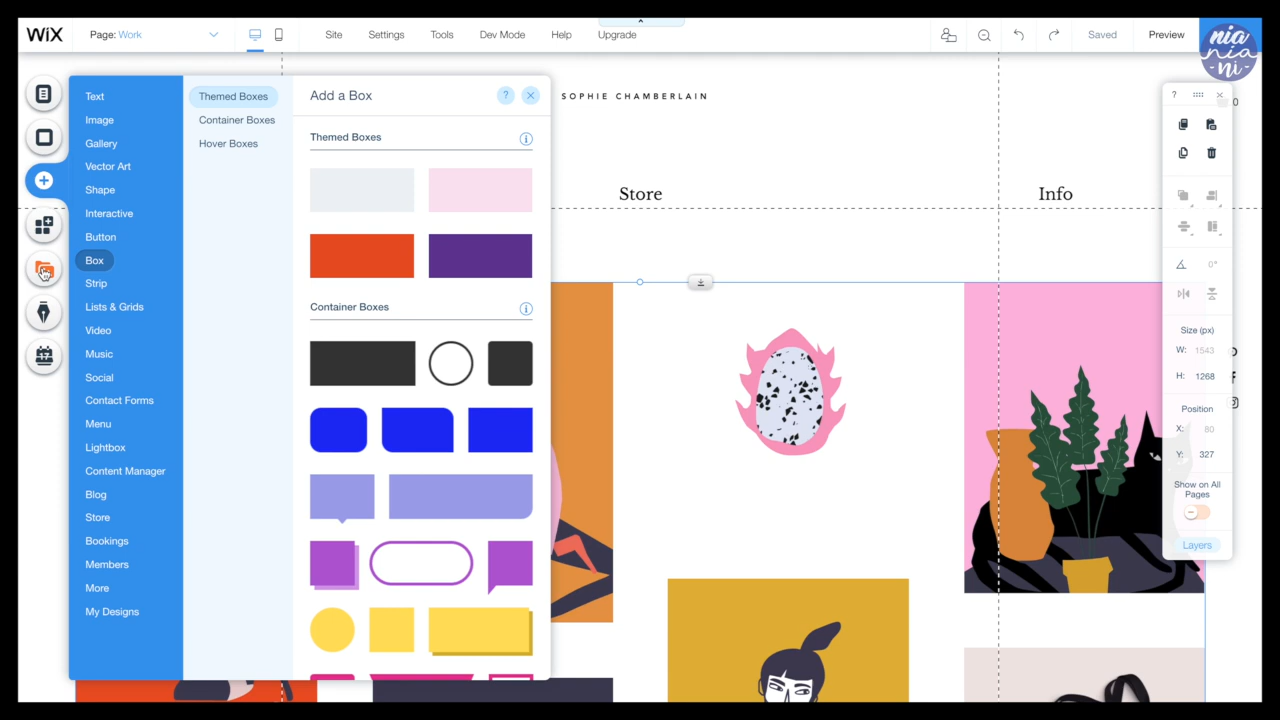 WiX
Page: Work
Site
Settings
Tools
Dev Mode
Help
Upgrade
Saved
Preview
nia
nia
-ni-
Text
Image
Gallery
Vector Art
Shape
Interactive
Button
Box
Strip
Lists & Grids
Video
Music
Social
Contact Forms
Menu
Lightbox
Content Manager
Blog
Store
Bookings
Members
More
My Designs
Themed Boxes
Container Boxes
Hover Boxes
Add a Box
?
Themed Boxes
Container Boxes
SOPHIE CHAMBERLAIN
Store
Info
0
?
0°
Size (px)
W: 1543
H: 1268
Position
X: 80
Y: 327
Show on All
Pages
Layers